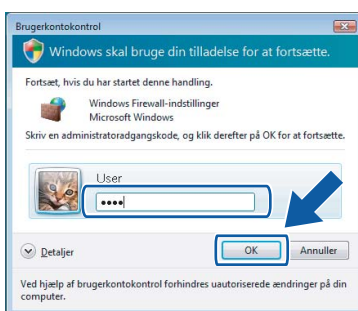 Brugerkontokontrol
Windows skal bruge din tilladelse for at fortsætte.
Fortsæt, hvis du har startet denne handling.
Windows Firewall-indstillinger
Microsoft Windows
Skriv en administratoradgangskode, og klik derefter på OK for at fortsætte.
User
••••
Detaljer
OK
Annuller
Ved hjælp af brugerkontokontrol forhindres uautoriserede ændringer på din
computer.